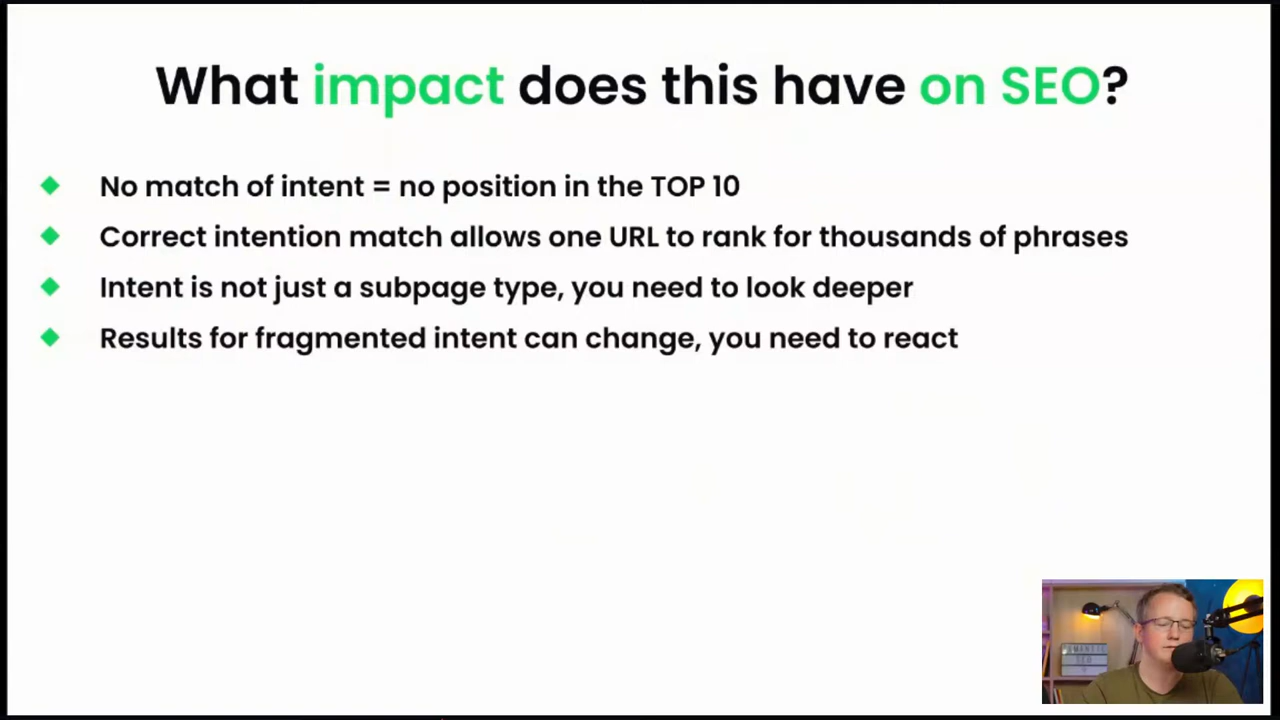 What impact does this have on SEO?
No match of intent = no position in the TOP 10
Correct intention match allows one URL to rank for thousands of phrases
Intent is not just a subpage type, you need to look deeper
Results for fragmented intent can change, you need to react
SEO